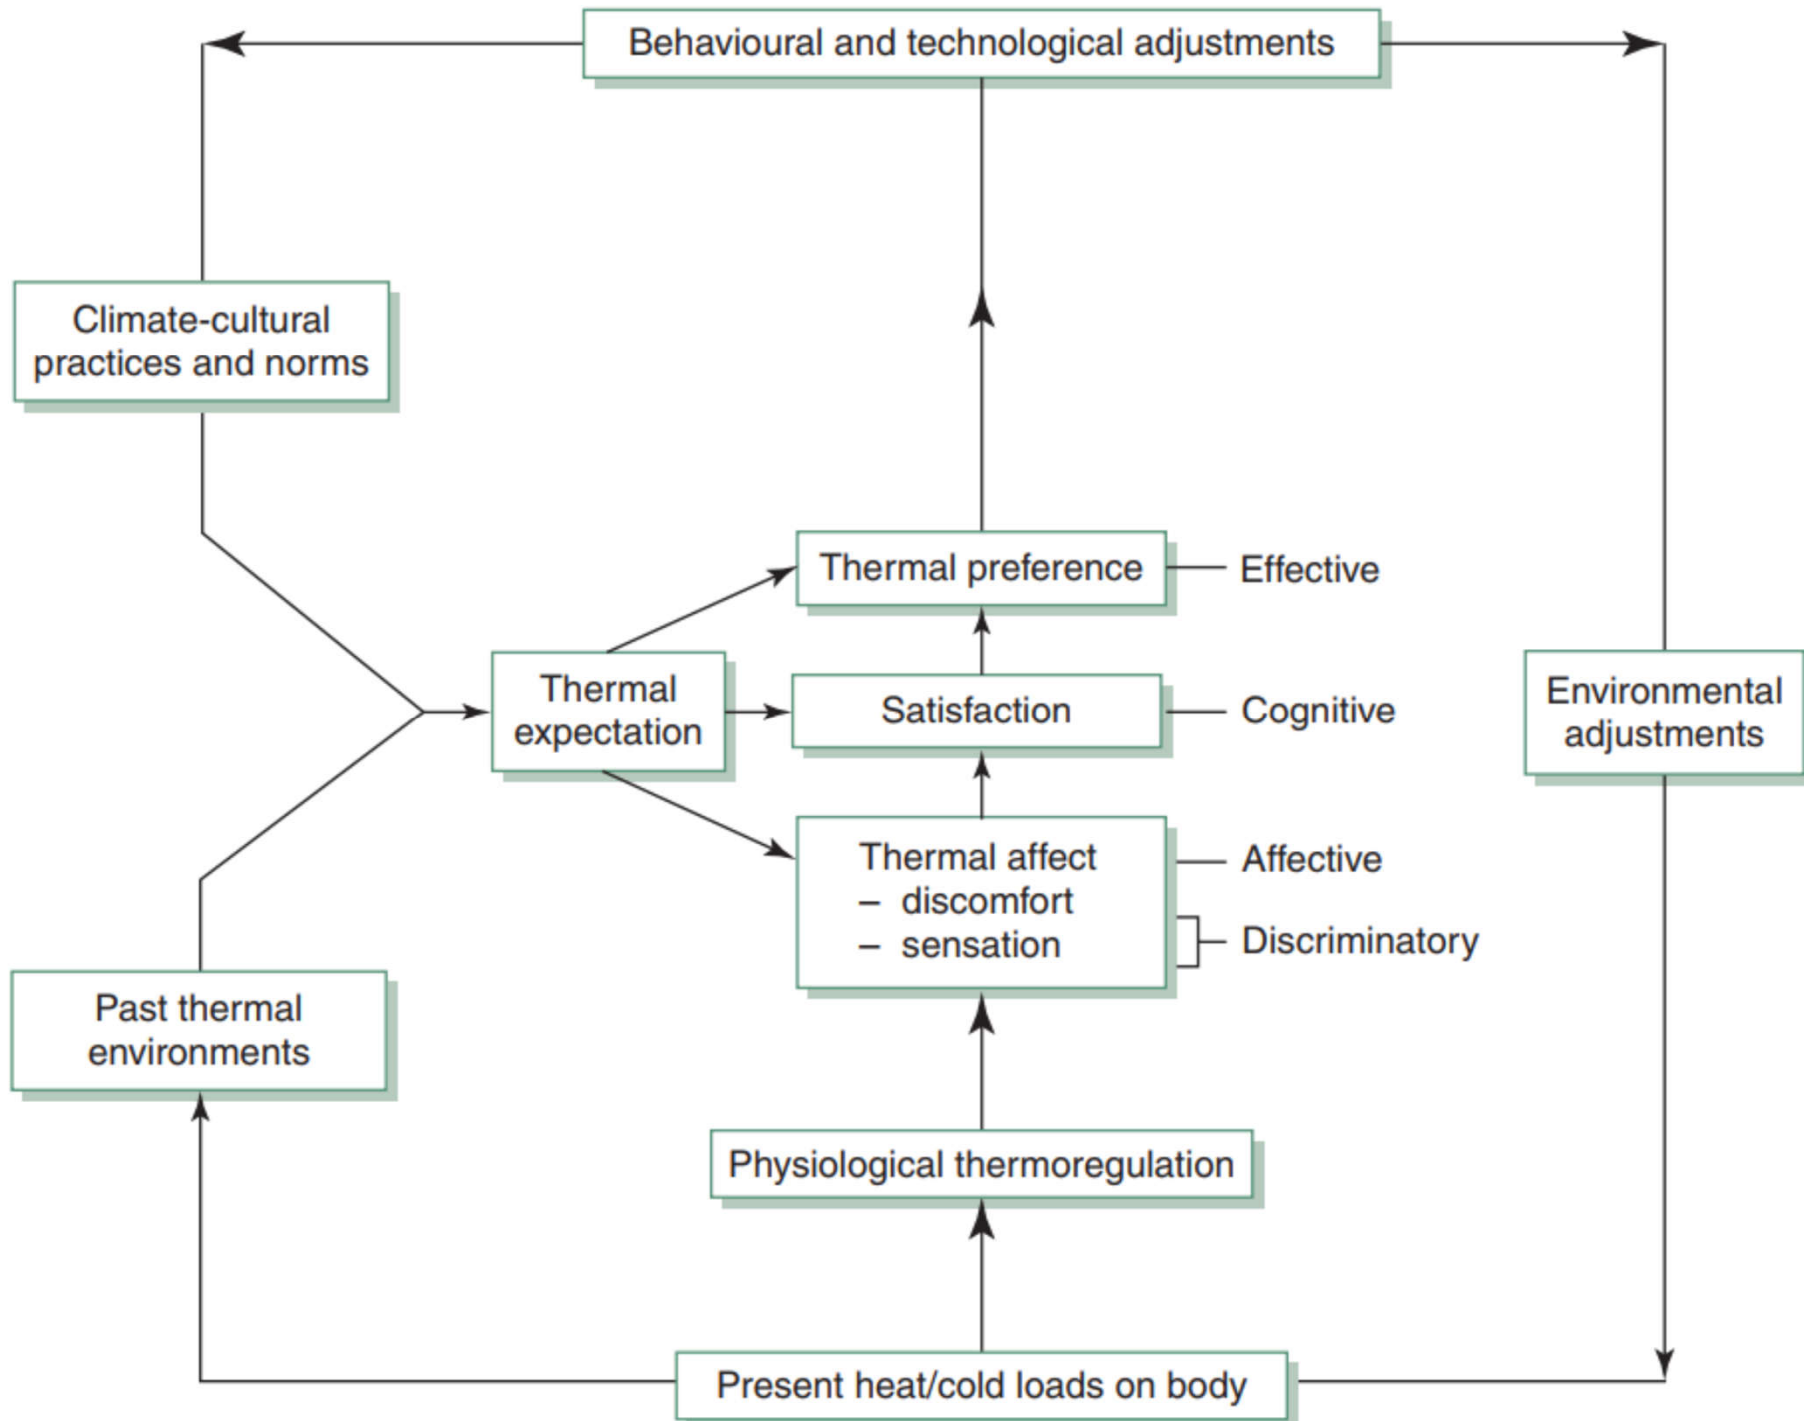 Behavioural and technological adjustments
Climate-cultural
practices and norms
Thermal preference
Effective
Thermal
expectation
Satisfaction
Cognitive
Environmental
adjustments
Thermal affect
– discomfort
– sensation
Affective
Discriminatory
Past thermal
environments
Physiological thermoregulation
Present heat/cold loads on body